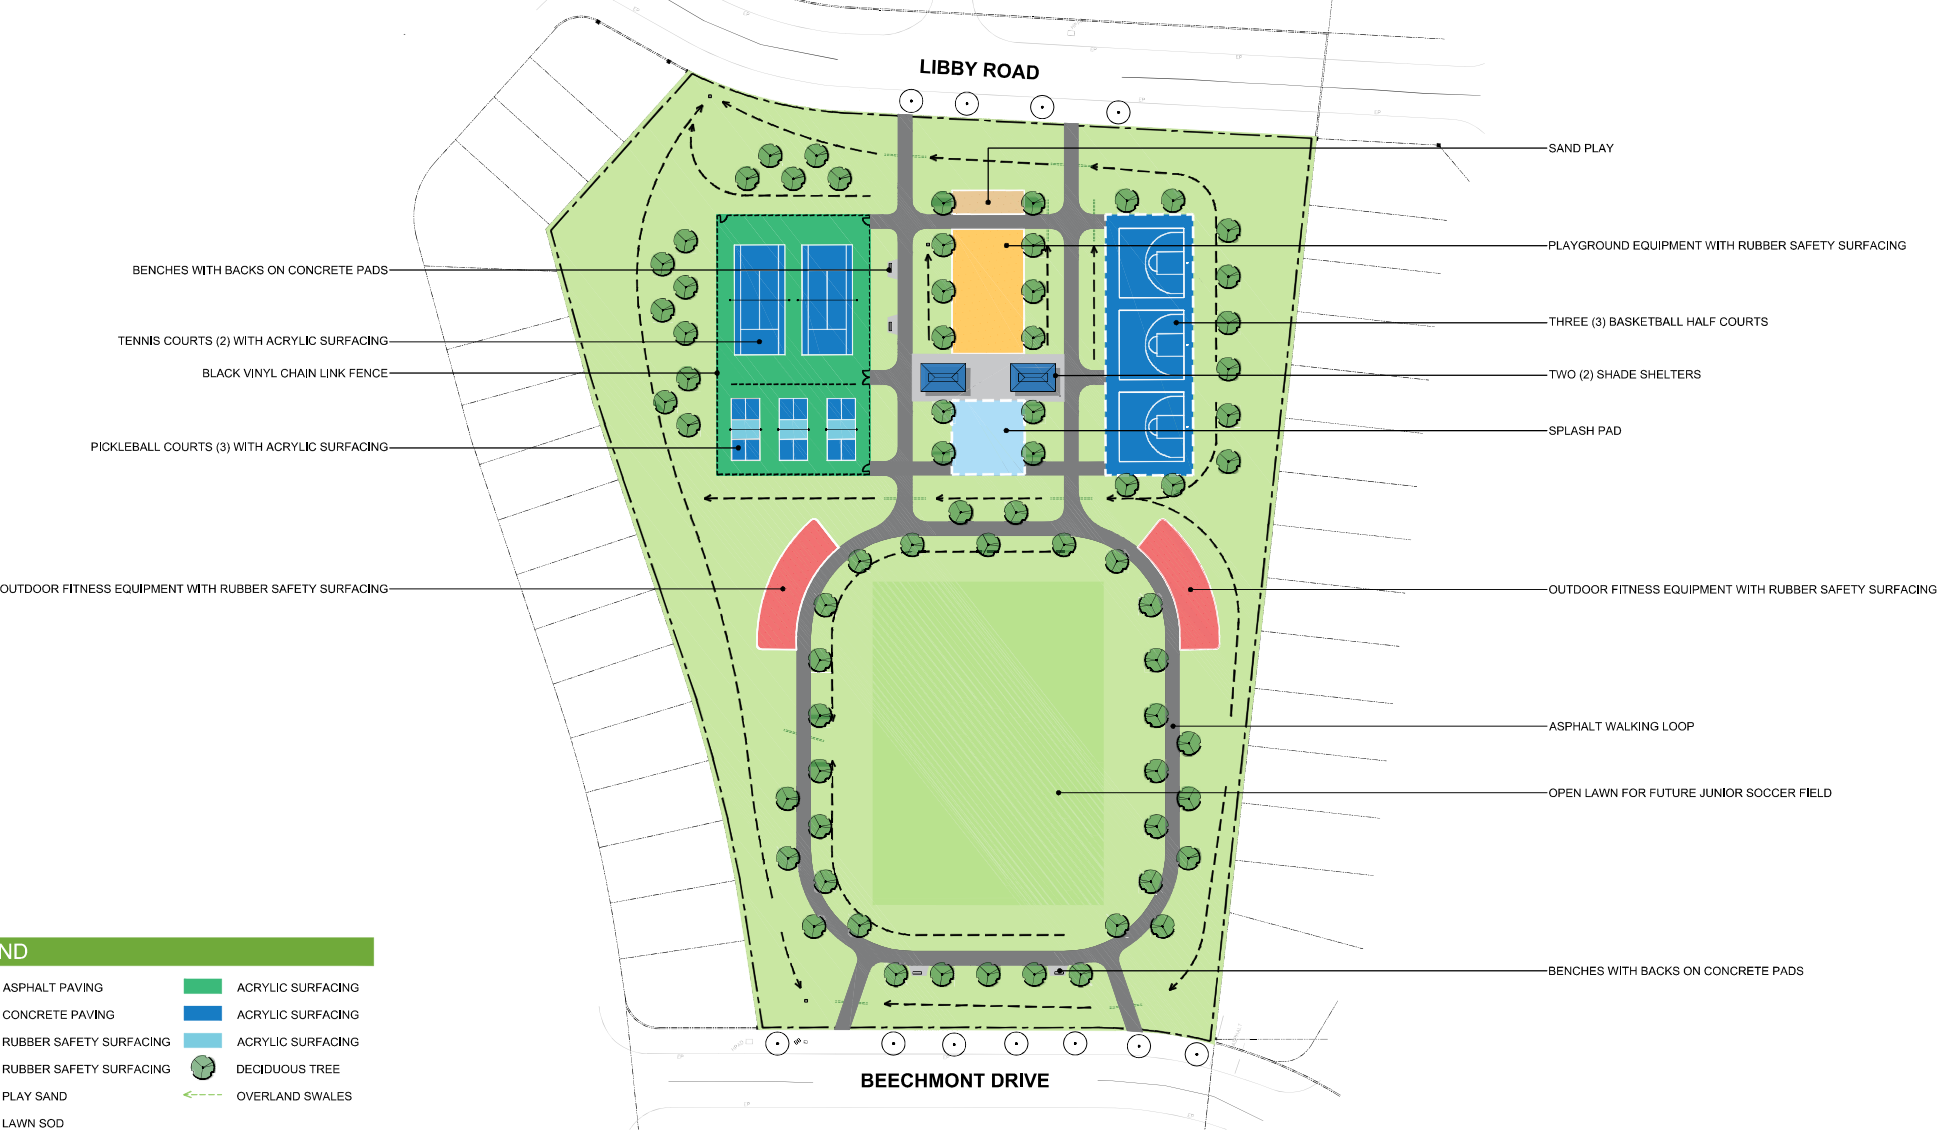 LIBBY ROAD
SAND PLAY
PLAYGROUND EQUIPMENT WITH RUBBER SAFETY SURFACING
BENCHES WITH BACKS ON CONCRETE PADS
THREE (3) BASKETBALL HALF COURTS
TENNIS COURTS (2) WITH ACRYLIC SURFACING
BLACK VINYL CHAIN LINK FENCE
TWO (2) SHADE SHELTERS
SPLASH PAD
PICKLEBALL COURTS (3) WITH ACRYLIC SURFACING
OUTDOOR FITNESS EQUIPMENT WITH RUBBER SAFETY SURFACING
OUTDOOR FITNESS EQUIPMENT WITH RUBBER SAFETY SURFACING
ASPHALT WALKING LOOP
OPEN LAWN FOR FUTURE JUNIOR SOCCER FIELD
BENCHES WITH BACKS ON CONCRETE PADS
BEECHMONT DRIVE
ND
ASPHALT PAVING
CONCRETE PAVING
RUBBER SAFETY SURFACING
RUBBER SAFETY SURFACING
PLAY SAND
LAWN SOD
ACRYLIC SURFACING
ACRYLIC SURFACING
ACRYLIC SURFACING
DECIDUOUS TREE
OVERLAND SWALES